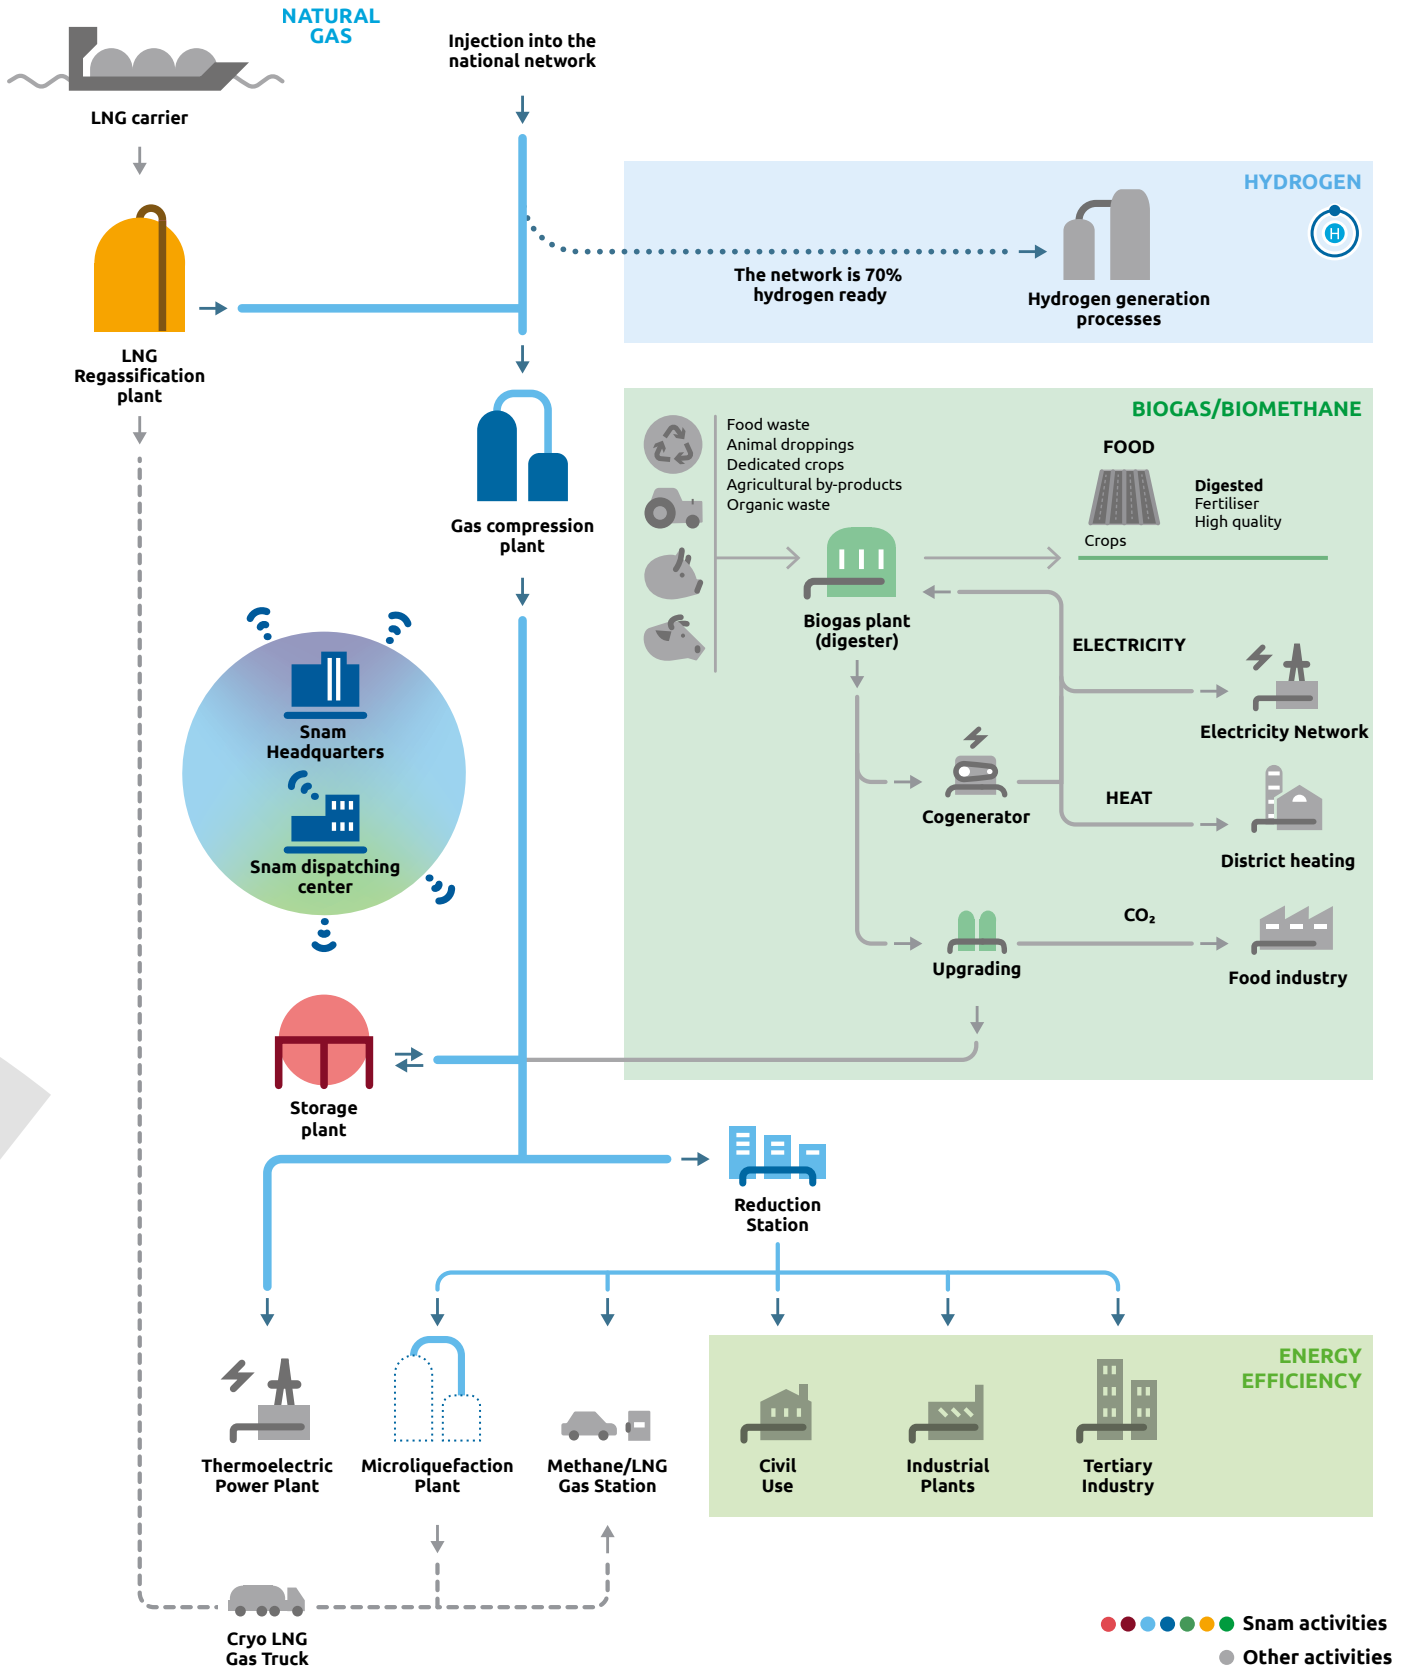 NATURAL
GAS
Injection into the
national network
LNG carrier
HYDROGEN
H
The network is 70%
hydrogen ready
Hydrogen generation
processes
LNG
Regassification
plant
Gas compression
plant
BIOGAS/BIOMETHANE
Food waste
Animal droppings
Dedicated crops
Agricultural by-products
Organic waste
FOOD
Digested
Fertiliser
High quality
Crops
Biogas plant
(digester)
ELECTRICITY
Electricity Network
Cogenerator
HEAT
District heating
CO₂
Upgrading
Food industry
Snam
Headquarters
Snam dispatching
center
Storage
plant
Reduction
Station
Thermoelectric
Power Plant
Microliquefaction
Plant
Methane/LNG
Gas Station
ENERGY
EFFICIENCY
Civil
Use
Industrial
Plants
Tertiary
Industry
Cryo LNG
Gas Truck
Snam activities
Other activities